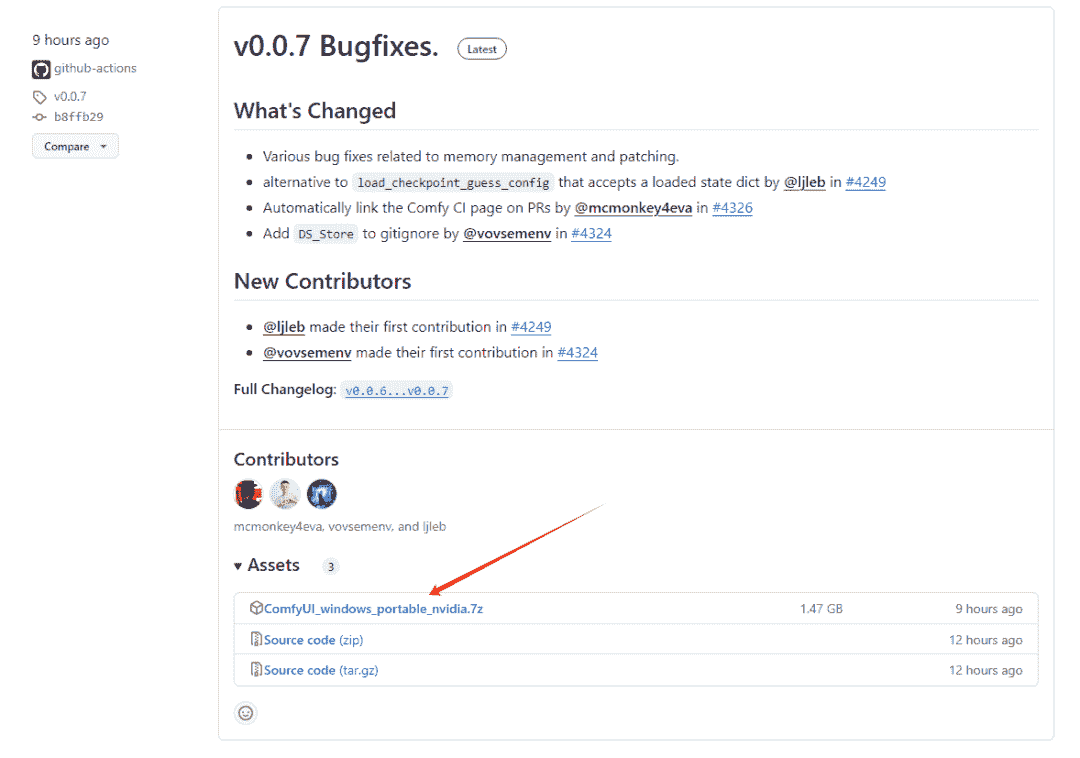 9 hours ago
github-actions
v0.0.7
b8ffb29
Compare
v0.0.7 Bugfixes. Latest
What's Changed
Various bug fixes related to memory management and patching.
alternative to load_checkpoint_guess_config that accepts a loaded state dict by @ljleb in #4249
Automatically link the Comfy CI page on PRs by @mcmonkey4eva in #4326
Add DS_Store to gitignore by @vovsemenv in #4324
New Contributors
@ljleb made their first contribution in #4249
@vovsemenv made their first contribution in #4324
Full Changelog: v0.0.6...v0.0.7
Contributors
mcmonkey4eva, vovsemenv, and ljleb
Assets 3
ComfyUI_windows_portable_nvidia.7z 1.47 GB 9 hours ago
Source code (zip) 12 hours ago
Source code (tar.gz) 12 hours ago